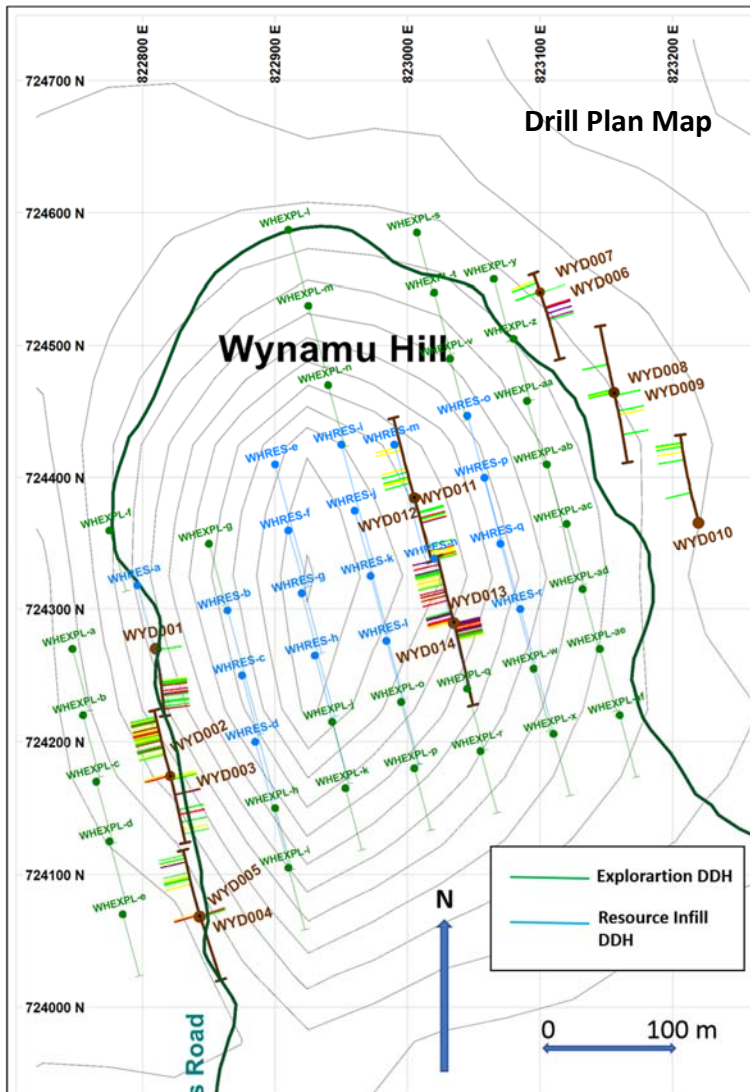 822800 E
822900 E
823000 E
823100 E
823200 E
724700 N
Drill Plan Map
WHEXPL-l
WHEXPL-s
724600 N
WHEXPL-y
WYD007
WHEXPL-t
WYD006
WHEXPL-m
WHEXPL-z
Wynamu Hill
WHEXPL-v
724500 N
WYD008
WHEXPL-n
WHEXPL-aa
WYD009
WHRES-o
WHRES-i
WHRES-m
WHRES-e
WHEXPL-ab
WHRES-p
724400 N
WYD011
WHRES-j
WYD012
WHEXPL-ac
WHRES-f
WHEXPL-f
WHEXPL-g
WHRES-q
WYD010
WHRES-n
WHRES-k
WHRES-a
WHEXPL-ad
WHRES-g
WHRES-b
724300 N
WYD013
WHRES-r
WYD001
WHEXPL-a
WHRES-l
WHRES-h
WYD014
WHEXPL-ae
WHRES-c
WHEXPL-w
WHEXPL-q
WHEXPL-b
WHEXPL-o
WHEXPL-j
WHEXPL-af
724200 N
WYD002
WHRES-d
WHEXPL-x
WHEXPL-r
WYD003
WHEXPL-c
WHEXPL-p
WHEXPL-k
WHEXPL-h
WHEXPL-d
724100 N
WHEXPL-i
WYD005
WHEXPL-e
WYD004
Explorartion DDH
Resource Infill
DDH
N
724000 N
0 100 m
s Road